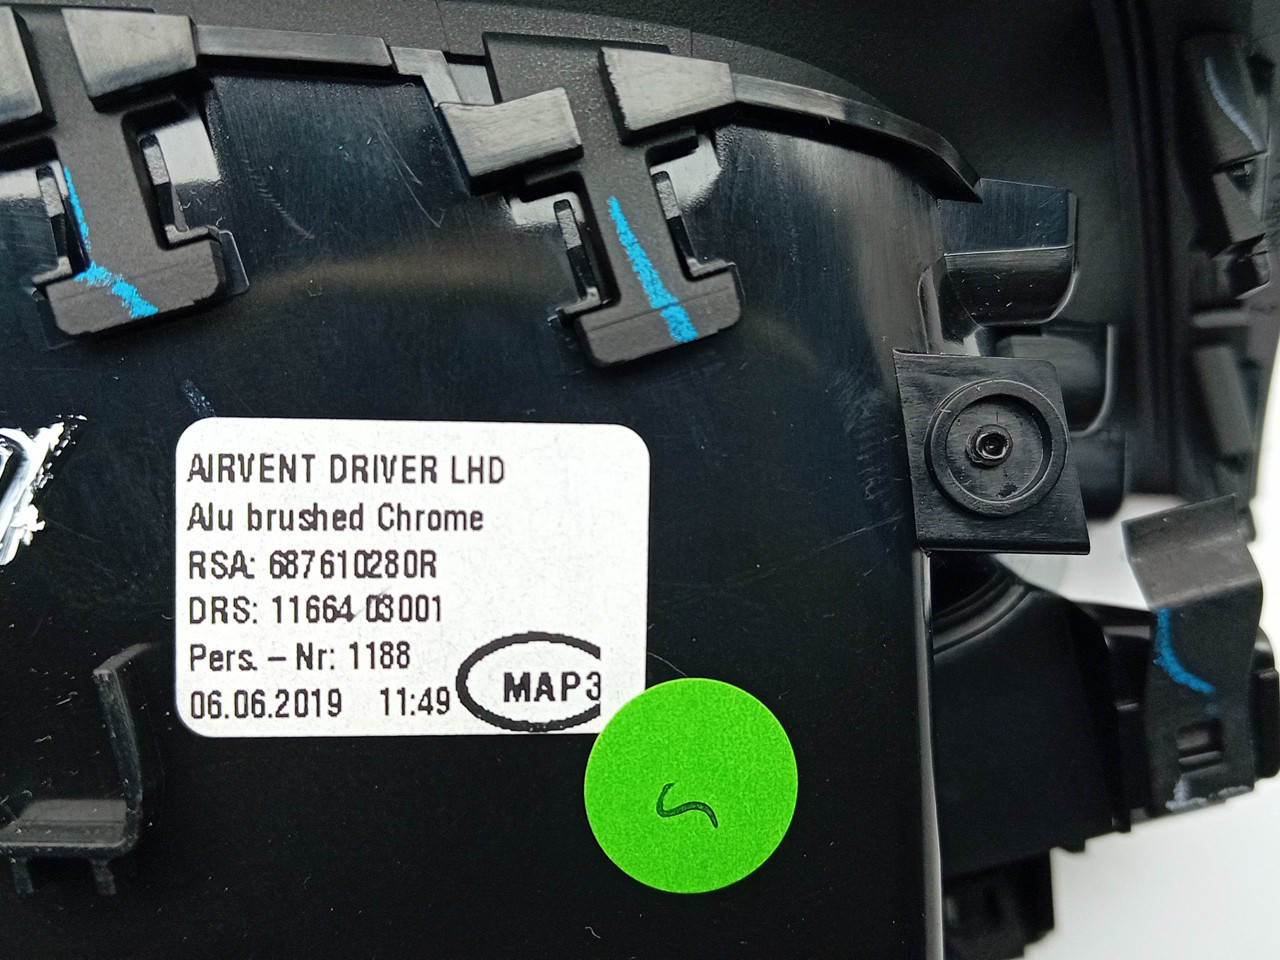 AIRVENT DRIVER LHD
Alu brushed Chrome
RSA: 687610280R
DRS: 11664 03001
Pers. - Nr: 1188
06.06.2019 11:49
MAP3